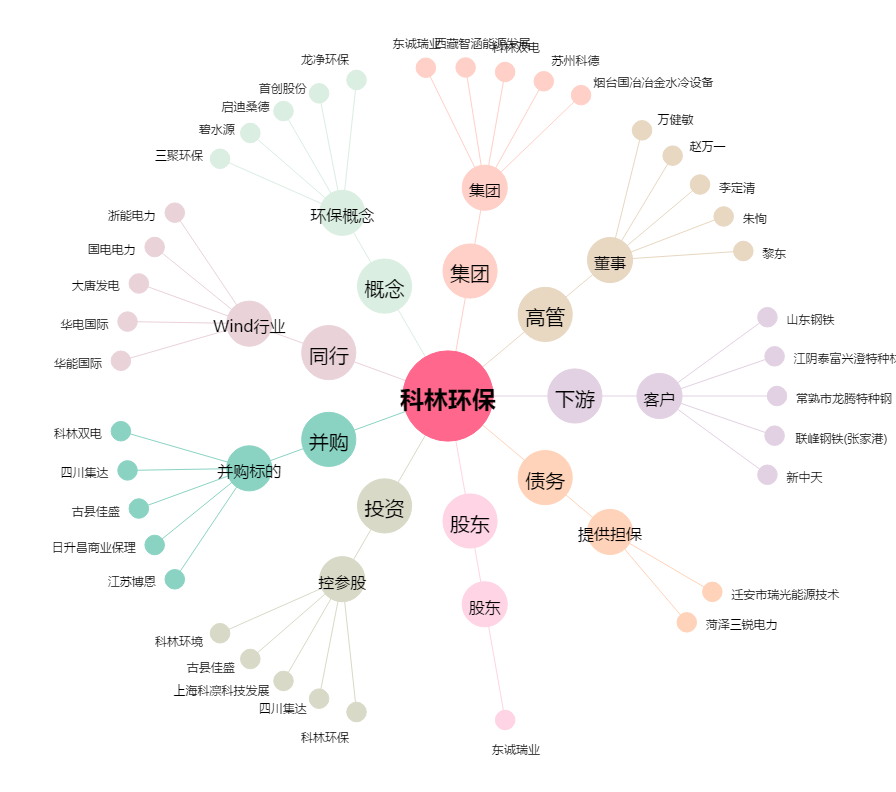 东诚瑞业
西藏智涵能源发展
科林双电
龙净环保
苏州科德
烟台国冶冶金水冷设备
首创股份
启迪桑德
万健敏
碧水源
赵万一
三聚环保
李定清
集团
浙能电力
环保概念
朱恂
国电电力
黎东
董事
集团
大唐发电
概念
高管
山东钢铁
华电国际
Wind行业
同行
江阴泰富兴澄特种材
华能国际
科林环保
下游
客户
常熟市龙腾特种钢
科林双电
并购
联峰钢铁(张家港)
四川集达
并购标的
新中天
债务
古县佳盛
投资
股东
提供担保
日升昌商业保理
江苏博恩
控参股
迁安市瑞光能源技术
股东
菏泽三锐电力
科林环境
古县佳盛
上海科凛科技发展
四川集达
科林环保
东诚瑞业